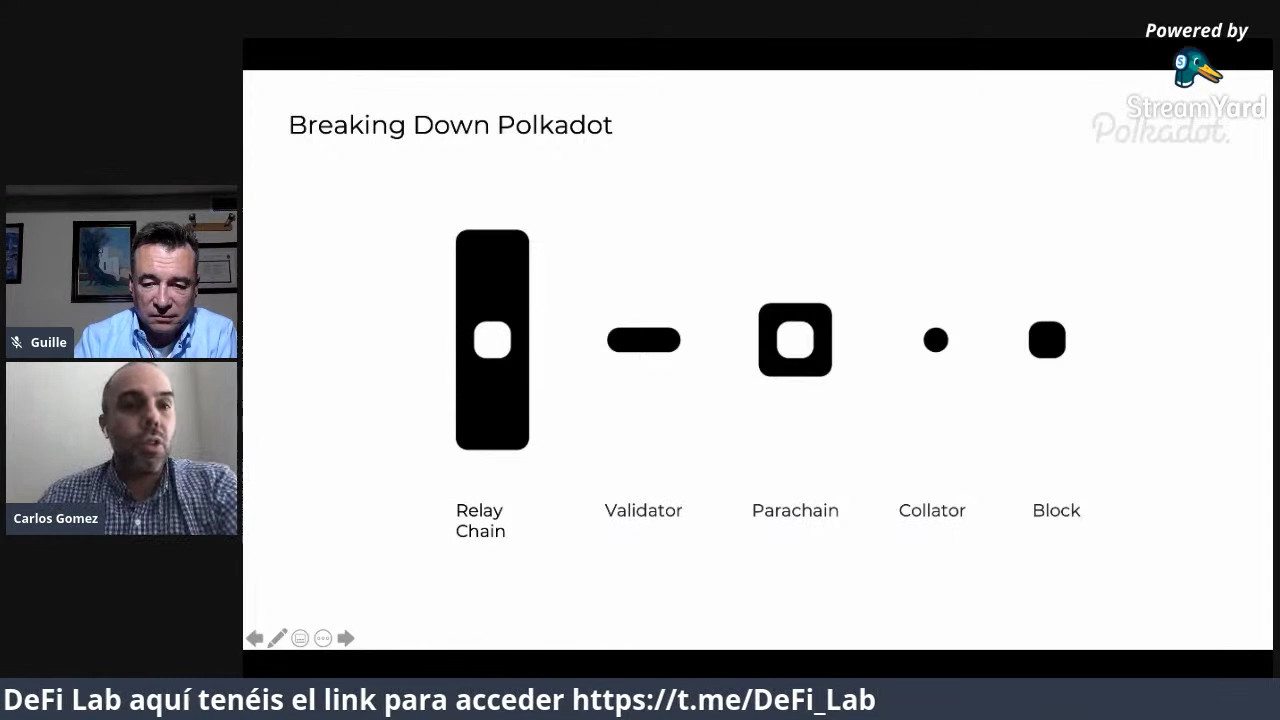 Powered by
StreamYard
Polkadot.
Breaking Down Polkadot
Guille
Carlos Gomez
Relay
Chain
Validator
Parachain
Collator
Block
DeFi Lab aquí tenéis el link para acceder https://t.me/DeFi_Lab